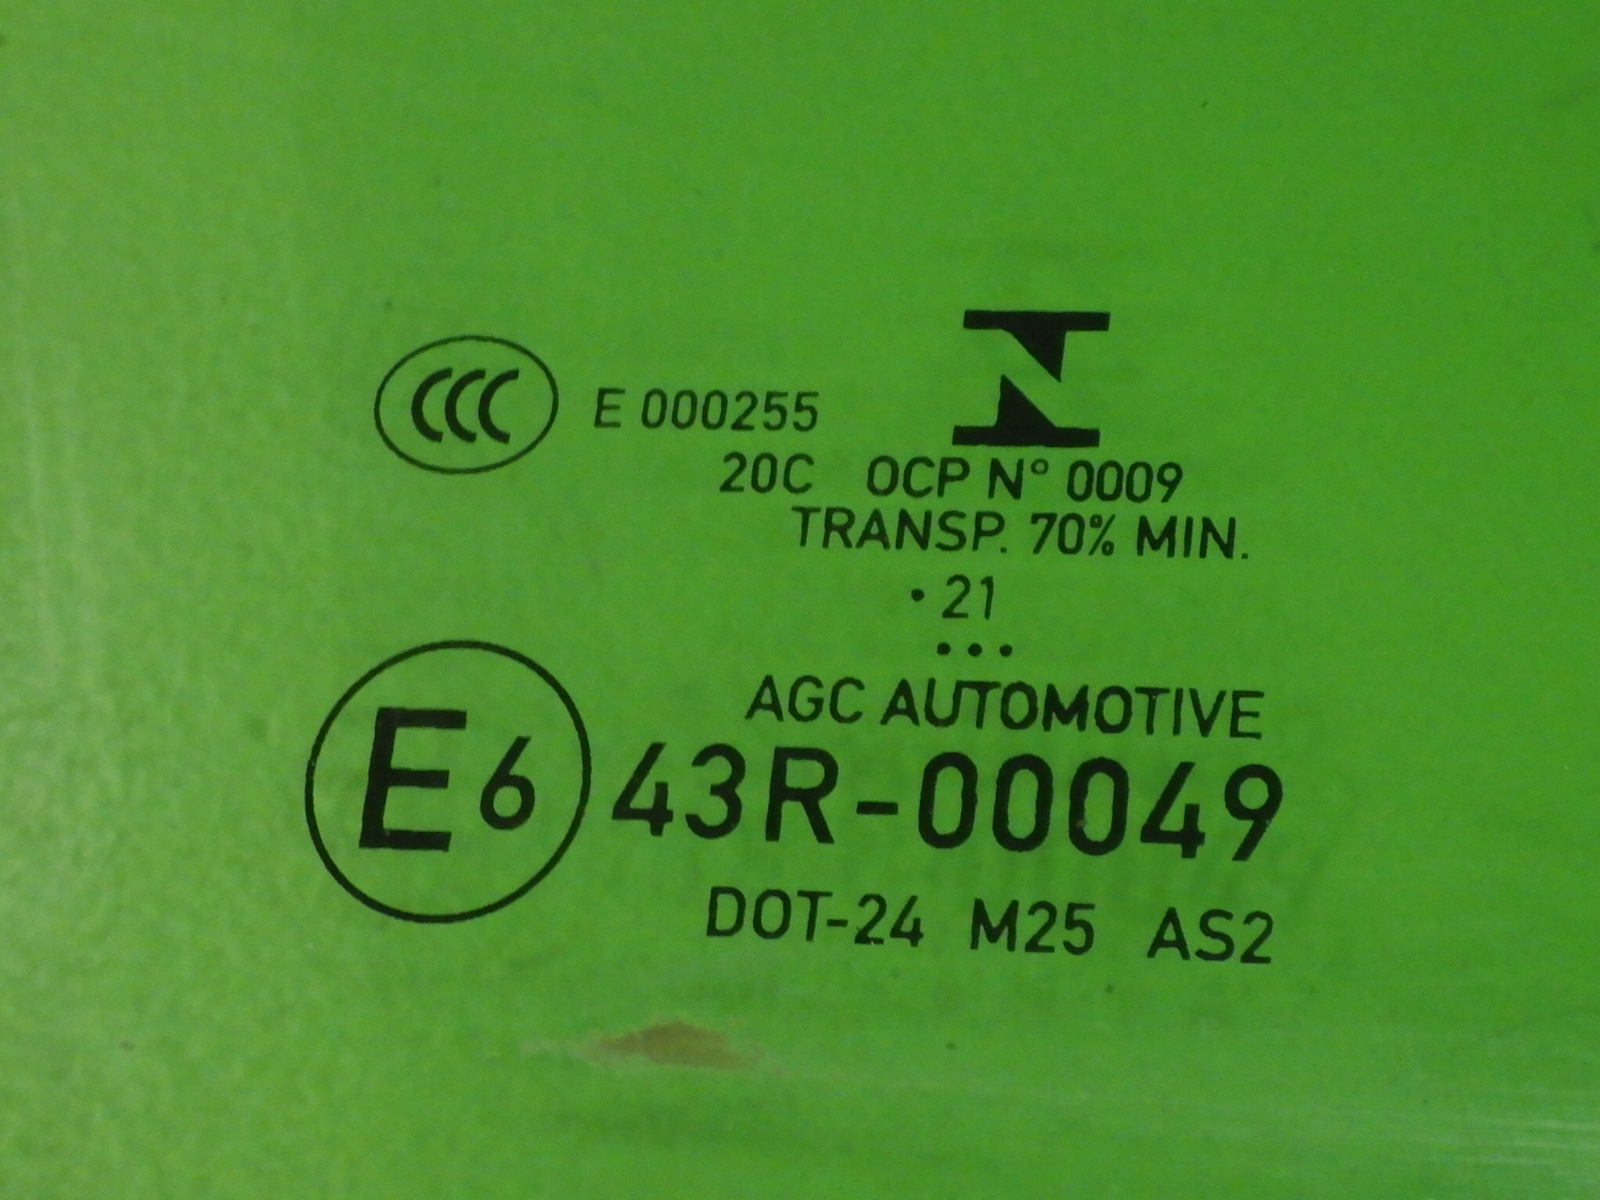 CCC E 000255
20C OCP N° 0009
TRANSP. 70% MIN.
·21
...
AGC AUTOMOTIVE
E6 43R-00049
DOT-24 M25 AS2